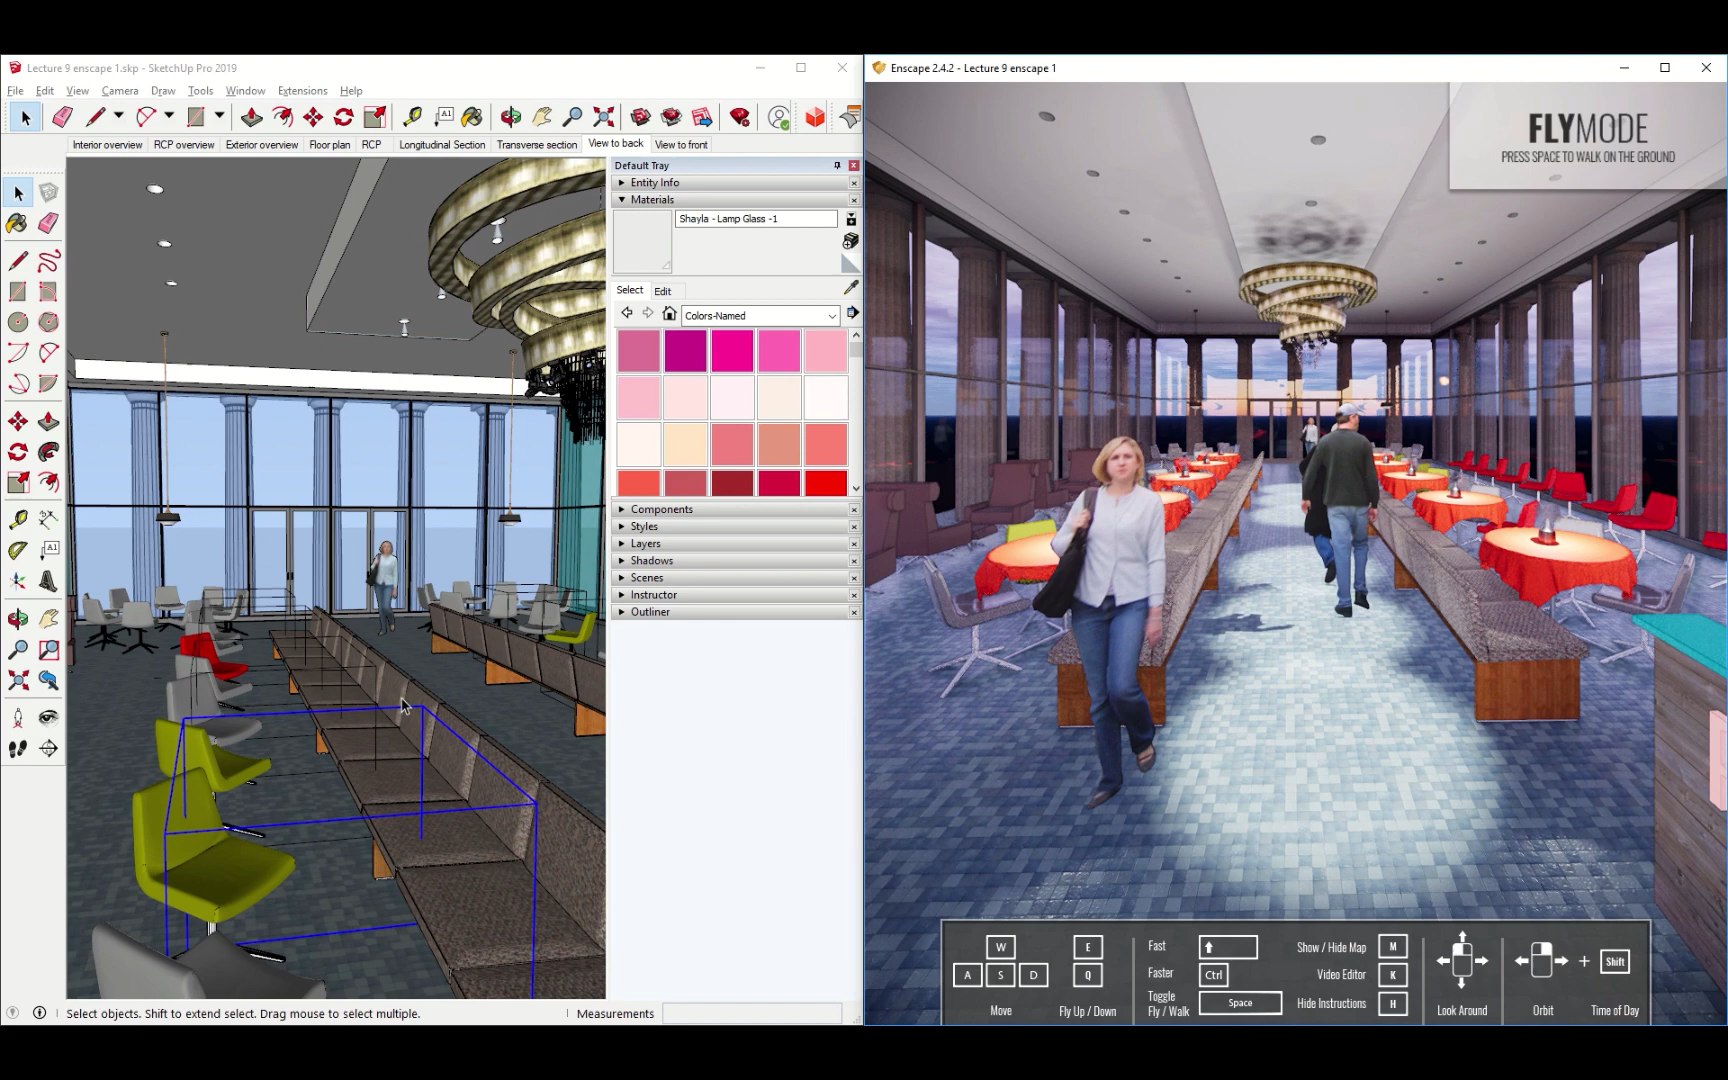 Lecture 9 enscape 1.skp - SketchUp Pro 2019
File Edit View Camera Draw Tools Window Extensions Help
A1
Interior overview RCP overview Exterior overview Floor plan RCP Longitudinal Section Transverse section View to back View to front
Default Tray
Entity Info
Materials
Shayla - Lamp Glass -1
Select Edit
Colors-Named
Components
Styles
Layers
Shadows
Scenes
Instructor
Outliner
A1
Select objects. Shift to extend select. Drag mouse to select multiple.
Measurements
Enscape 2.4.2 - Lecture 9 enscape 1
FLYMODE
PRESS SPACE TO WALK ON THE GROUND
W
A S D
Move
E
Q
Fly Up / Down
Fast
Faster Ctrl
Toggle
Fly / Walk Space
Show / Hide Map M
Video Editor K
Hide Instructions H
Look Around
Orbit
+ Shift
Time of Day